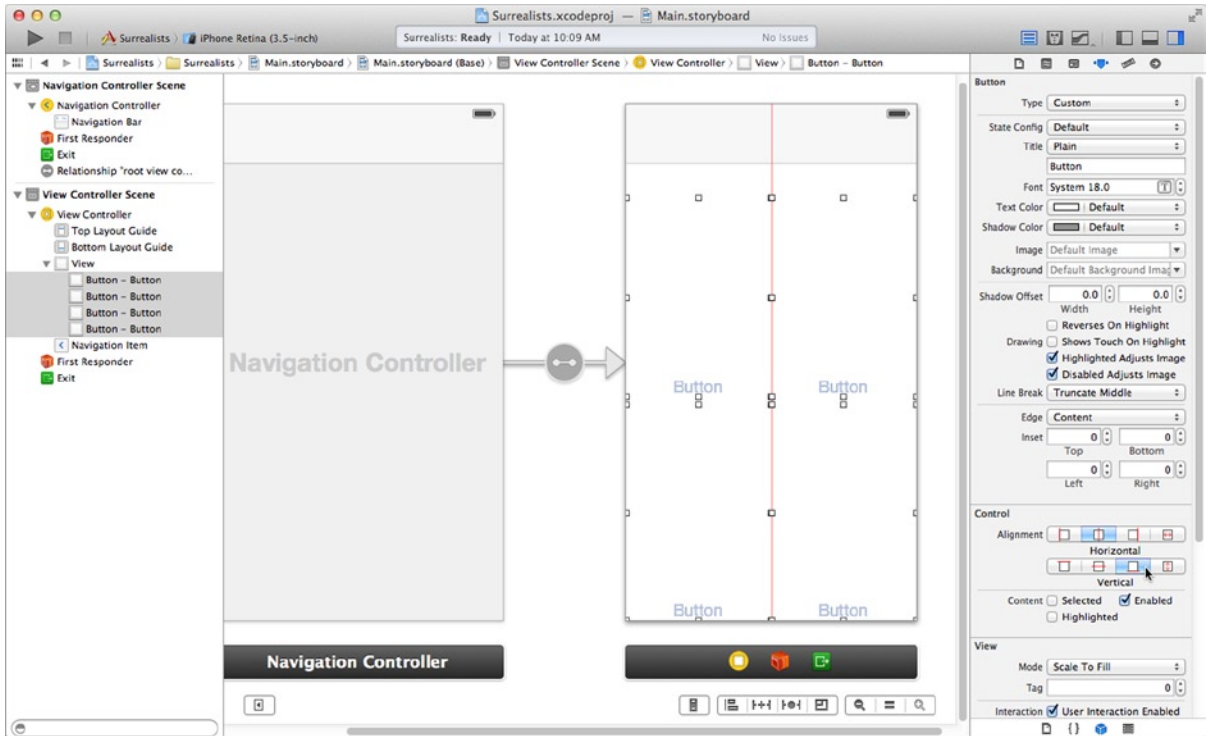 Surrealists.xcodeproj — Main.storyboard
Surrealists iPhone Retina (3.5-inch)
Surrealists: Ready | Today at 10:09 AM
No Issues
Surrealists Surrealists Main.storyboard Main.storyboard (Base) View Controller Scene View Controller View Button - Button
Navigation Controller Scene
Navigation Controller
Navigation Bar
First Responder
Exit
Relationship "root view co...
View Controller Scene
View Controller
Top Layout Guide
Bottom Layout Guide
View
Button - Button
Button - Button
Button - Button
Button - Button
Navigation Item
First Responder
Exit
Navigation Controller
Navigation Controller
Button Button
Button Button
Button
Type Custom
State Config Default
Title Plain
Button
Font System 18.0
Text Color Default
Shadow Color Default
Image Default Image
Background Default Background Imag
Shadow Offset 0.0 0.0
Width Height
Reverses On Highlight
Drawing Shows Touch On Highlight
Highlighted Adjusts Image
Disabled Adjusts Image
Line Break Truncate Middle
Edge Content
Inset 0 0
Top Bottom
0 0
Left Right
Control
Alignment
Horizontal
Vertical
Content Selected Enabled
Highlighted
View
Mode Scale To Fill
Tag 0
Interaction User Interaction Enabled